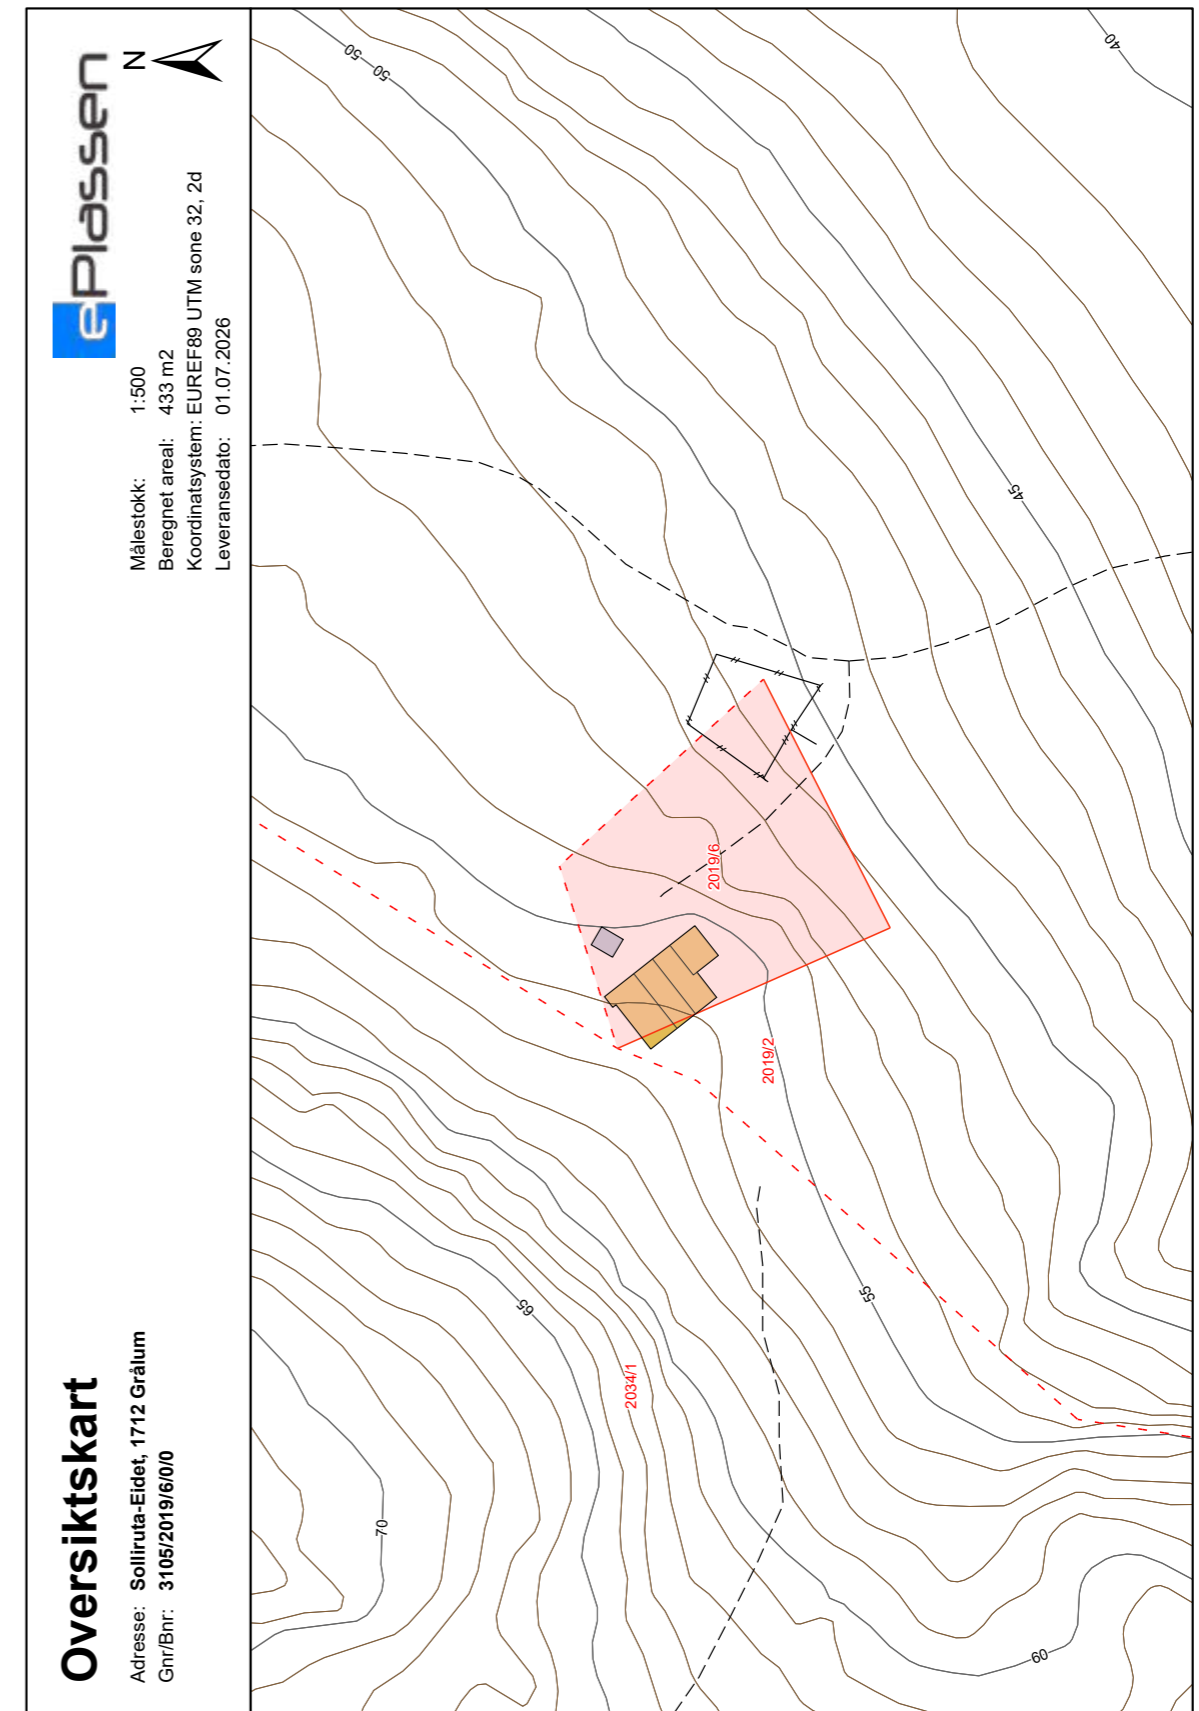 Oversiktskart
Adresse: Solliruta-Eidet, 1712 Grålum
Gnr/Bnr: 3105/2019/6/0/0
Målestokk: 1:500
Beregnet areal: 433 m2
Koordinatsystem: EUREF89 UTM sone 32, 2d
Leveransedato: 01.07.2026
ePlassen
N
50
50
40
45
2019/6
2019/2
55
65
2034/1
70
60